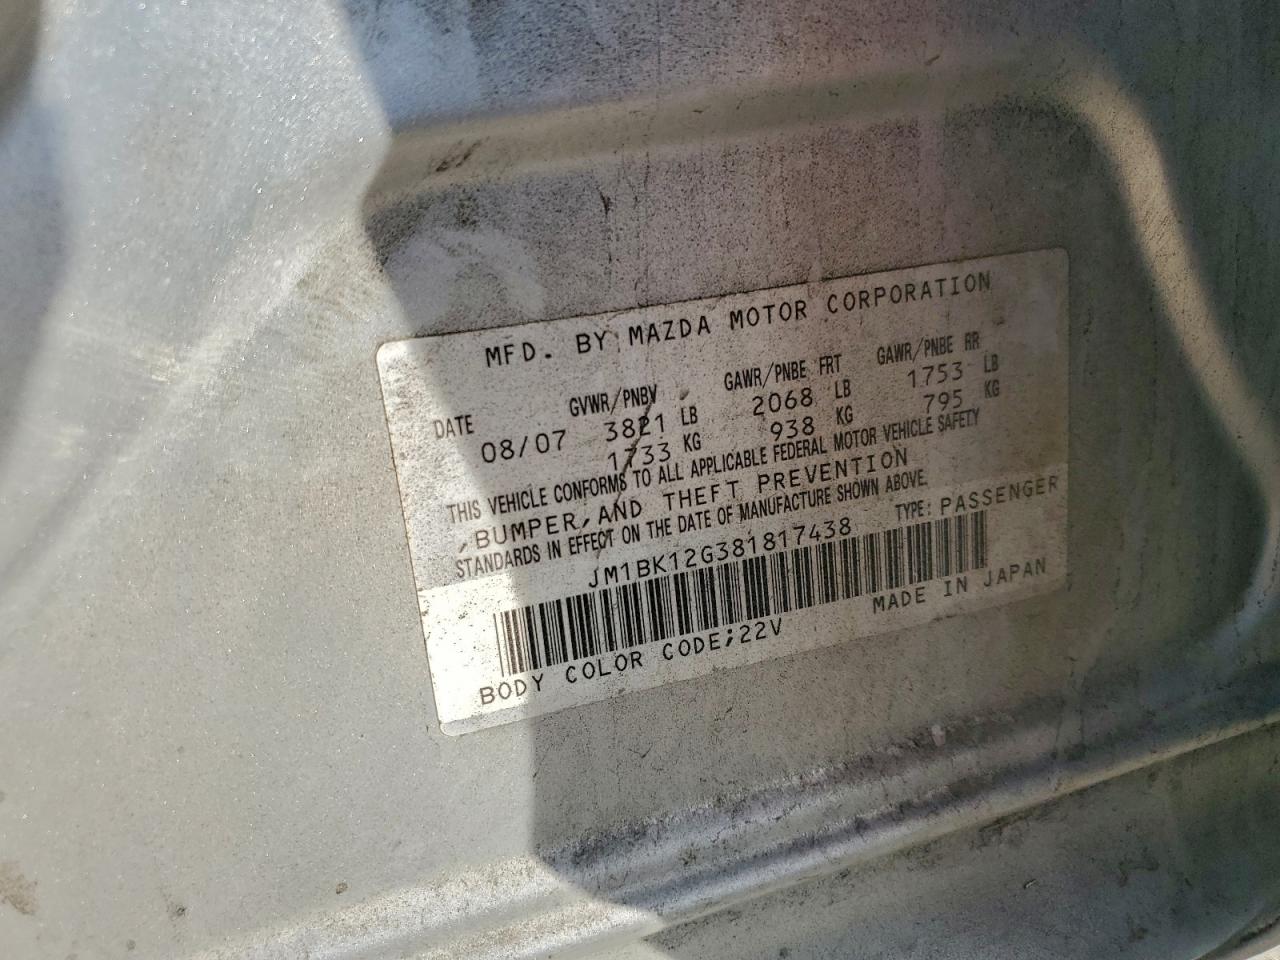 MFD. BY MAZDA MOTOR CORPORATION
DATE GVWR/PNBV GAWR/PNBE FRT GAWR/PNBE RR
08/07 3821 LB 2068 LB 1753 LB
1733 KG 938 KG 795 KG
THIS VEHICLE CONFORMS TO ALL APPLICABLE FEDERAL MOTOR VEHICLE SAFETY
,BUMPER,AND THEFT PREVENTION
STANDARDS IN EFFECT ON THE DATE OF MANUFACTURE SHOWN ABOVE.
JM1BK12G381817438 TYPE: PASSENGER
BODY COLOR CODE;22V MADE IN JAPAN